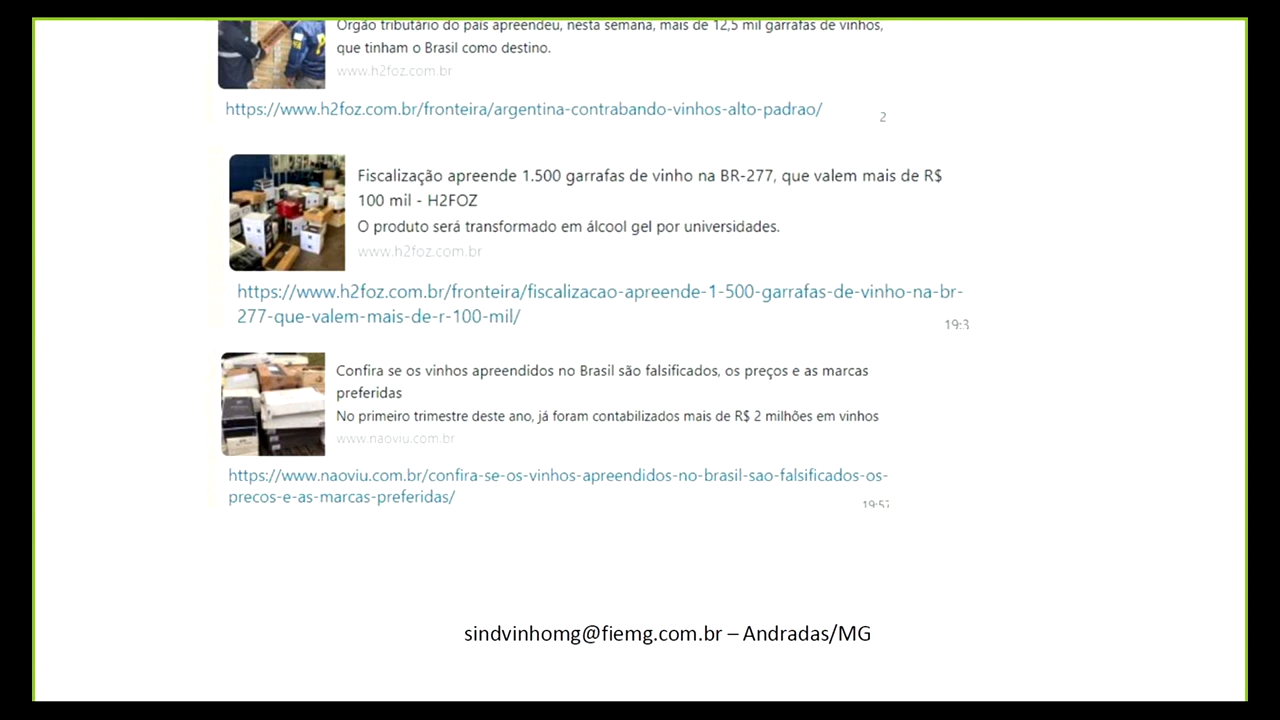 Órgão tributário do país apreendeu, nesta semana, mais de 12,5 mil garrafas de vinhos,
que tinham o Brasil como destino.
www.h2foz.com.br
https://www.h2foz.com.br/fronteira/argentina-contrabando-vinhos-alto-padrao/
2
Fiscalização apreende 1.500 garrafas de vinho na BR-277, que valem mais de R$
100 mil - H2FOZ
O produto será transformado em álcool gel por universidades.
www.h2foz.com.br
https://www.h2foz.com.br/fronteira/fiscalizacao-apreende-1-500-garrafas-de-vinho-na-br-
277-que-valem-mais-de-r-100-mil/
19:3
Confira se os vinhos apreendidos no Brasil são falsificados, os preços e as marcas
preferidas
No primeiro trimestre deste ano, já foram contabilizados mais de R$ 2 milhões em vinhos
www.naoviu.com.br
https://www.naoviu.com.br/confira-se-os-vinhos-apreendidos-no-brasil-sao-falsificados-os-
precos-e-as-marcas-preferidas/
19:57
sindvinhomg@fiemg.com.br – Andradas/MG